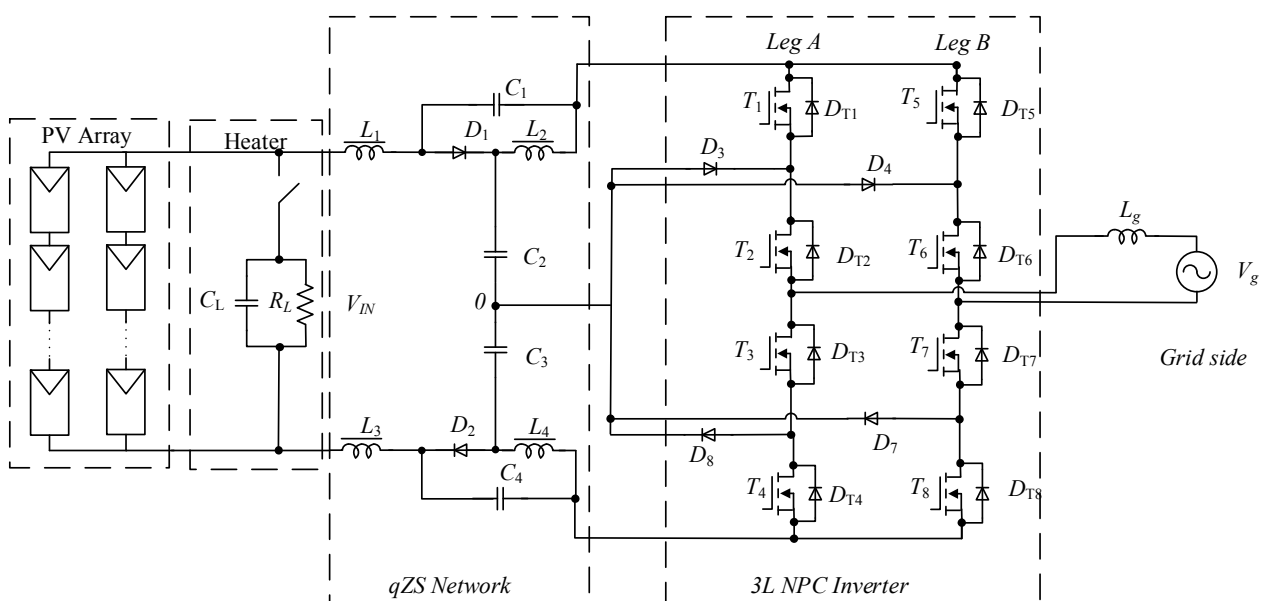 Leg A
Leg B
C1
T1
DT1
T5
DT5
PV Array
Heater
L1
D1
L2
D3
D4
Lg
T2
DT2
T6
DT6
C2
Vg
CL
RL
VIN
0
C3
T3
DT3
T7
DT7
Grid side
L3
D2
L4
D7
D8
C4
T4
DT4
T8
DT8
qZS Network
3L NPC Inverter